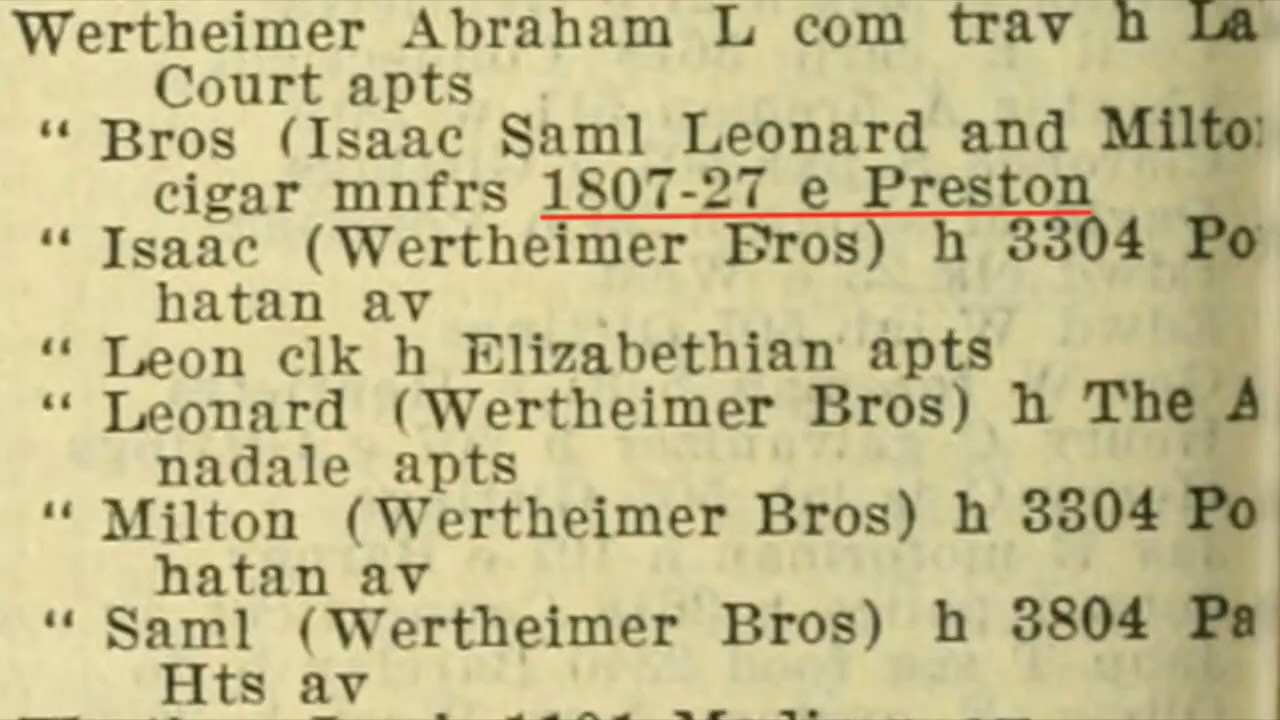 Wertheimer Abraham L com trav h La
Court apts
" Bros (Isaac Saml Leonard and Milto
cigar mnfrs 1807-27 e Preston
" Isaac (Wertheimer Bros) h 3304 Po
hatan av
" Leon clk h Elizabethian apts
" Leonard (Wertheimer Bros) h The A
nadale apts
" Milton (Wertheimer Bros) h 3304 Po
hatan av
" Saml (Wertheimer Bros) h 3804 Pa
Hts av